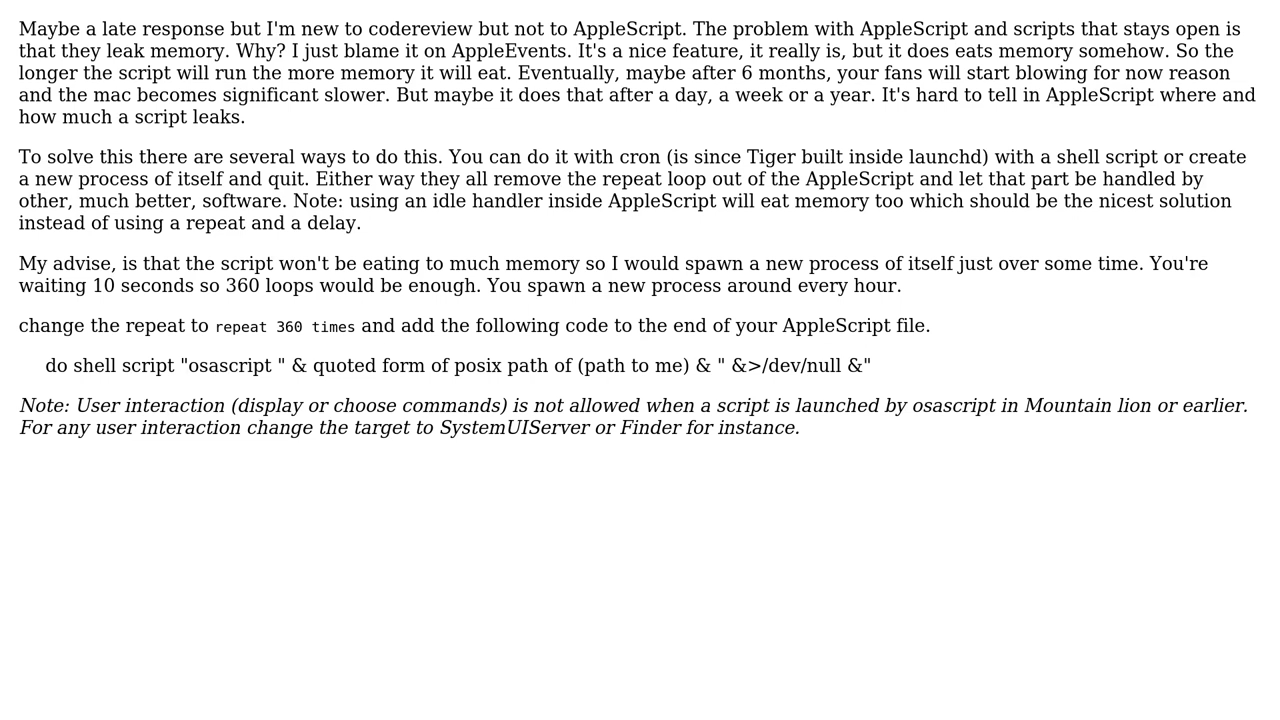 Maybe a late response but I'm new to codereview but not to AppleScript. The problem with AppleScript and scripts that stays open is
that they leak memory. Why? I just blame it on AppleEvents. It's a nice feature, it really is, but it does eats memory somehow. So the
longer the script will run the more memory it will eat. Eventually, maybe after 6 months, your fans will start blowing for now reason
and the mac becomes significant slower. But maybe it does that after a day, a week or a year. It's hard to tell in AppleScript where and
how much a script leaks.
To solve this there are several ways to do this. You can do it with cron (is since Tiger built inside launchd) with a shell script or create
a new process of itself and quit. Either way they all remove the repeat loop out of the AppleScript and let that part be handled by
other, much better, software. Note: using an idle handler inside AppleScript will eat memory too which should be the nicest solution
instead of using a repeat and a delay.
My advise, is that the script won't be eating to much memory so I would spawn a new process of itself just over some time. You're
waiting 10 seconds so 360 loops would be enough. You spawn a new process around every hour.
change the repeat to repeat 360 times and add the following code to the end of your AppleScript file.
do shell script "osascript " & quoted form of posix path of (path to me) & " &>/dev/null &"
Note: User interaction (display or choose commands) is not allowed when a script is launched by osascript in Mountain lion or earlier.
For any user interaction change the target to SystemUIServer or Finder for instance.